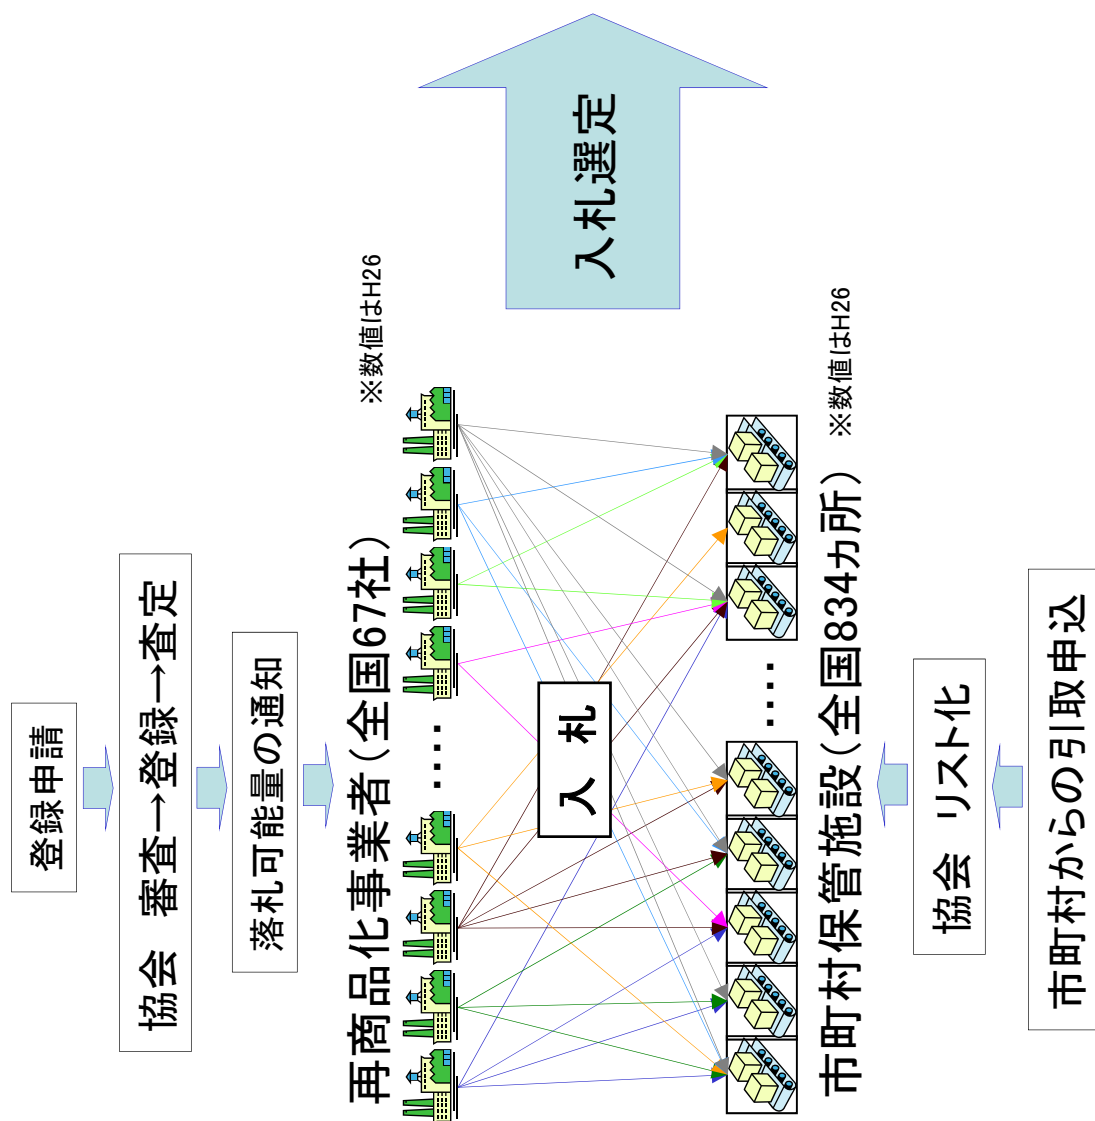 登録申請
協会　審査→登録→査定
落札可能量の通知
再商品化事業者（全国67社）
※数値はH26
‥‥
入　札
‥‥
市町村保管施設（全国834カ所）
※数値はH26
協会　リスト化
市町村からの引取申込
入札選定